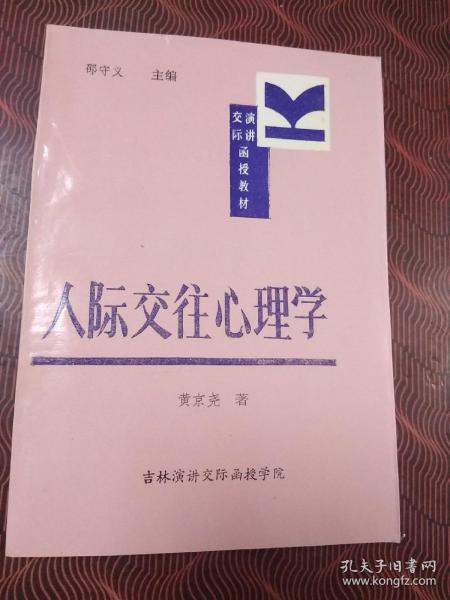 邵守义 主编
演讲
交际
函授教材
人际交往心理学
黄京尧 著
吉林演讲交际函授学院
孔夫子旧书网
www.kongfz.com